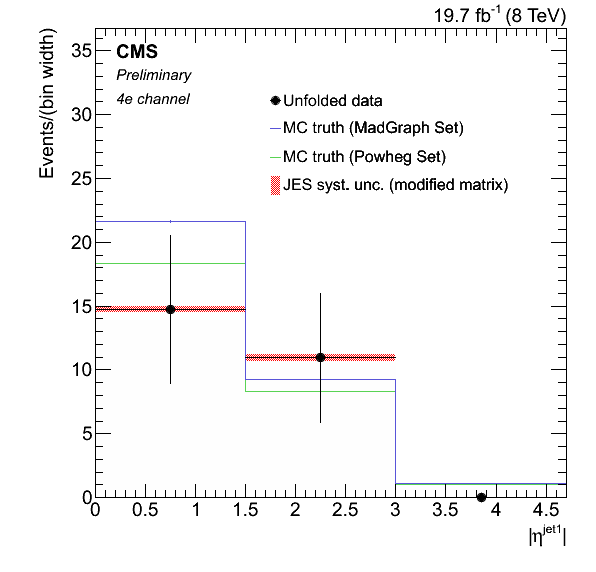 19.7 fb⁻¹ (8 TeV)
Events/(bin width)
CMS
Preliminary
4e channel
Unfolded data
MC truth (MadGraph Set)
MC truth (Powheg Set)
JES syst. unc. (modified matrix)
35
30
25
20
15
10
5
0
0 0.5 1 1.5 2 2.5 3 3.5 4 4.5
|η^jet1|